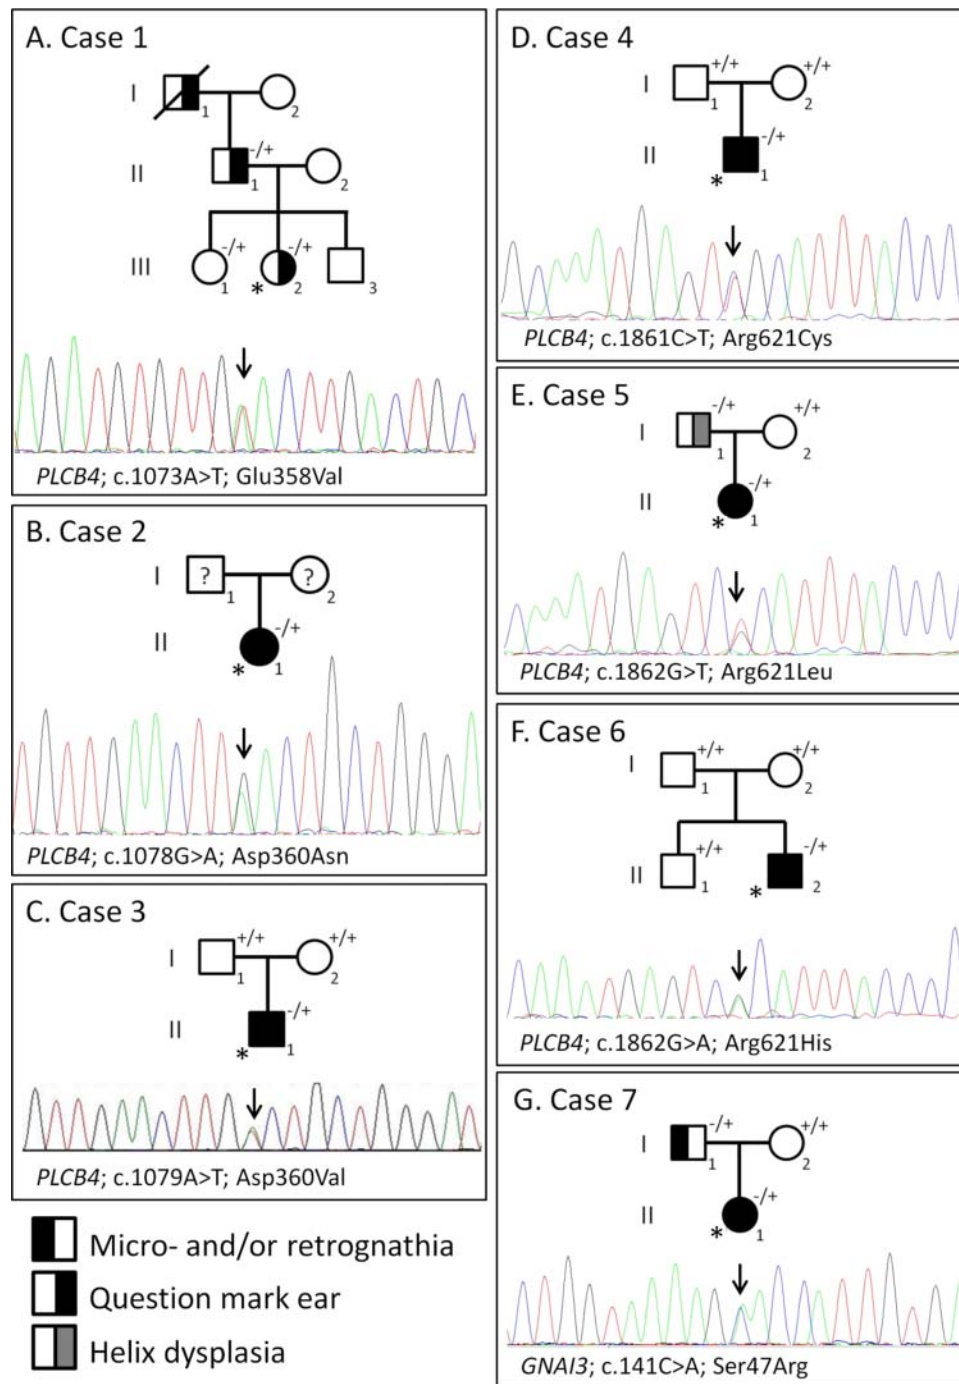 A. Case 1
I
1
2
-/+
II
1
2
-/+
-/+
III
1
*
2
3
PLCB4; c.1073A>T; Glu358Val
B. Case 2
I
?
1
?
2
-/+
II
*
1
PLCB4; c.1078G>A; Asp360Asn
C. Case 3
+/+
+/+
I
1
2
-/+
II
*
1
PLCB4; c.1079A>T; Asp360Val
Micro- and/or retrognathia
Question mark ear
Helix dysplasia
D. Case 4
+/+
+/+
I
1
2
-/+
II
*
1
PLCB4; c.1861C>T; Arg621Cys
E. Case 5
-/+
+/+
I
1
2
-/+
II
*
1
PLCB4; c.1862G>T; Arg621Leu
F. Case 6
+/+
+/+
I
1
2
+/+
-/+
II
1
*
2
PLCB4; c.1862G>A; Arg621His
G. Case 7
-/+
+/+
I
1
2
-/+
II
*
1
GNAI3; c.141C>A; Ser47Arg